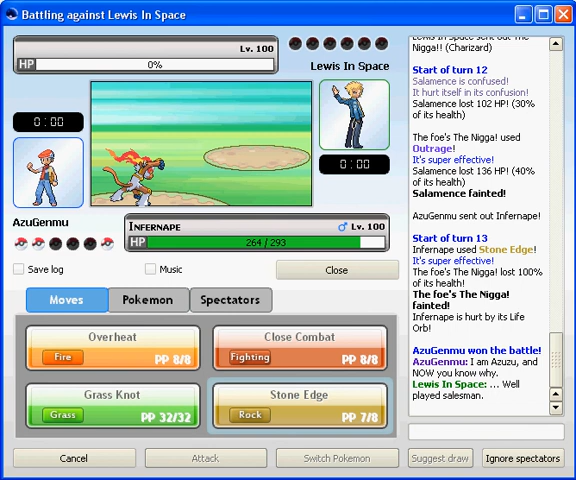 Battling against Lewis In Space
Lv. 100
HP
0%
Lewis In Space
0:00
0:00
AzuGenmu
INFERNAPE
♂ Lv. 100
HP
264 / 293
Save log
Music
Close
Moves
Pokemon
Spectators
Overheat
Fire
PP 8/8
Close Combat
Fighting
PP 8/8
Grass Knot
Grass
PP 32/32
Stone Edge
Rock
PP 7/8
Cancel
Attack
Switch Pokemon
Suggest draw
Ignore spectators
Lewis In Space sent out The
Nigga!! (Charizard)
Start of turn 12
Salamence is confused!
It hurt itself in its confusion!
Salamence lost 102 HP! (30%
of its health)
The foe's The Nigga! used
Outrage!
It's super effective!
Salamence lost 136 HP! (40%
of its health)
Salamence fainted!
AzuGenmu sent out Infernape!
Start of turn 13
Infernape used Stone Edge!
It's super effective!
The foe's The Nigga! lost 100%
of its health!
The foe's The Nigga!
fainted!
Infernape is hurt by its Life
Orb!
AzuGenmu won the battle!
AzuGenmu: I am Azuzu, and
NOW you know why.
Lewis In Space: ... Well
played salesman.